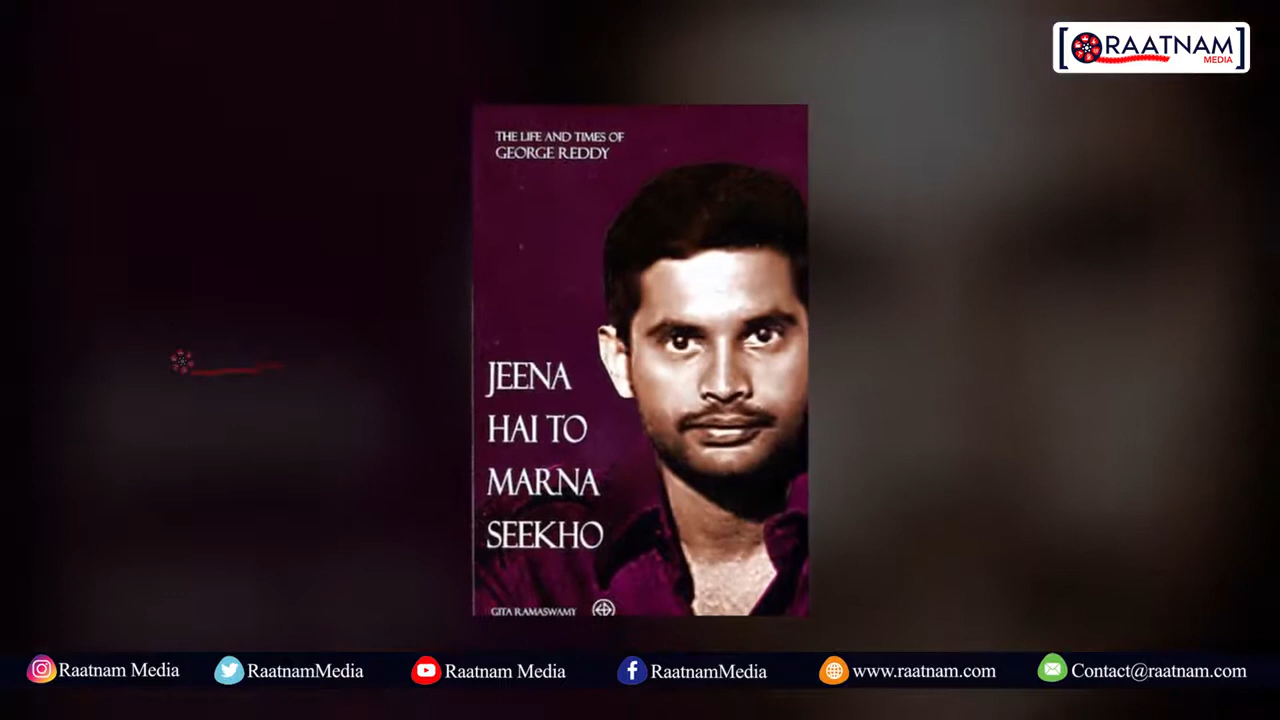 RAATNAM
MEDIA
THE LIFE AND TIMES OF
GEORGE REDDY
JEENA
HAI TO
MARNA
SEEKHO
GITA RAMASWAMY
Raatnam Media
RaatnamMedia
Raatnam Media
RaatnamMedia
www.raatnam.com
Contact@raatnam.com